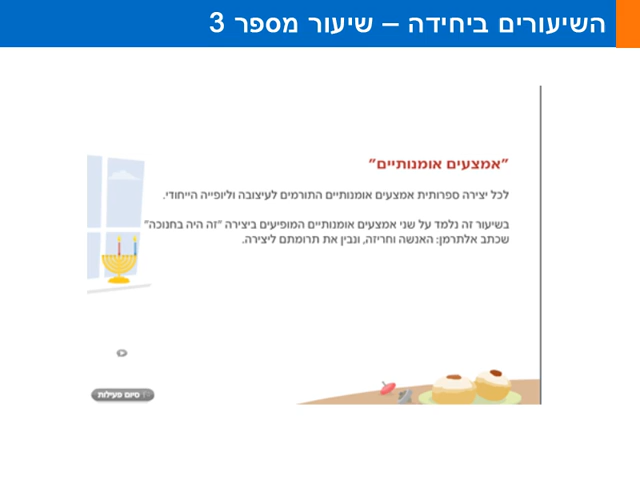 השיעורים ביחידה – שיעור מספר 3
"אמצעים אומנותיים"
לכל יצירה ספרותית אמצעים אומנותיים התורמים לעיצובה וליופייה הייחודי.
בשיעור זה נלמד על שני אמצעים אומנותיים המופיעים ביצירה "זה היה בחנוכה"
שכתב אלתרמן: האנשה וחריזה, ונבין את תרומתם ליצירה.
סיום פעילות